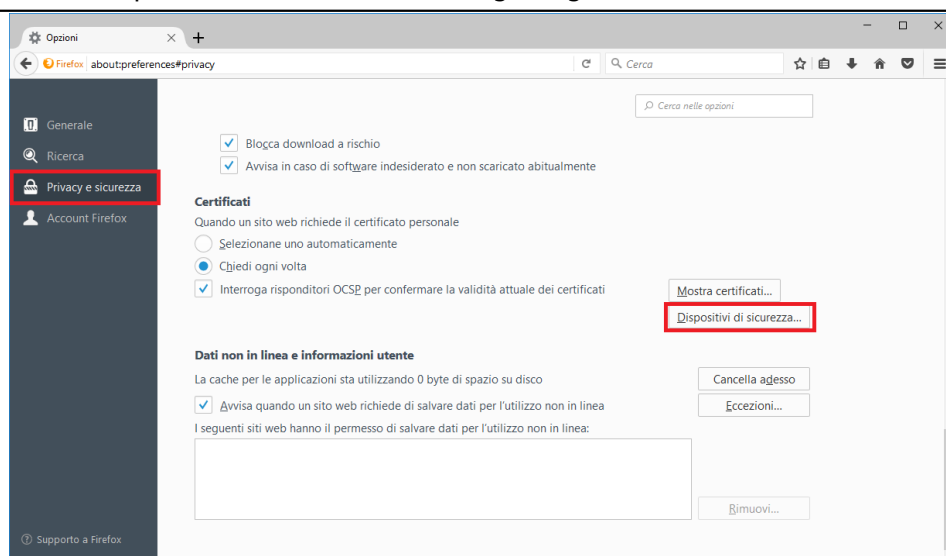 Opzioni
Firefox about:preferences#privacy
Cerca
Cerca nelle opzioni
Generale
Ricerca
Privacy e sicurezza
Account Firefox
Blocca download a rischio
Avvisa in caso di software indesiderato e non scaricato abitualmente
Certificati
Quando un sito web richiede il certificato personale
Selezionane uno automaticamente
Chiedi ogni volta
Interroga risponditori OCSP per confermare la validità attuale dei certificati
Mostra certificati...
Dispositivi di sicurezza...
Dati non in linea e informazioni utente
La cache per le applicazioni sta utilizzando 0 byte di spazio su disco
Cancella adesso
Avvisa quando un sito web richiede di salvare dati per l'utilizzo non in linea
Eccezioni...
I seguenti siti web hanno il permesso di salvare dati per l'utilizzo non in linea:
Rimuovi...
Supporto a Firefox